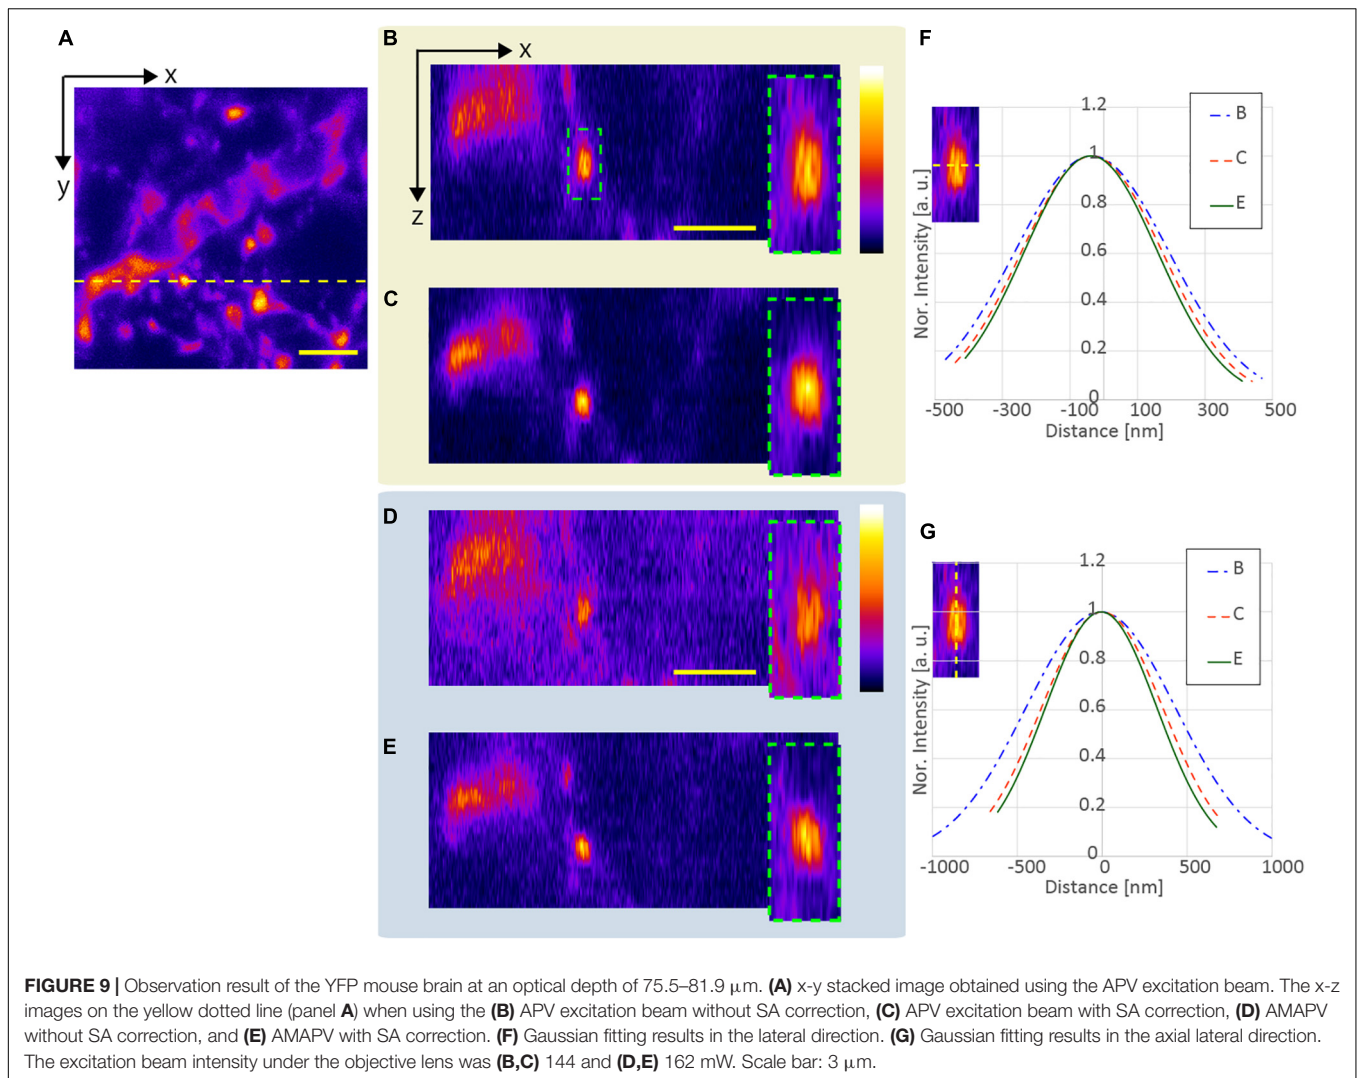 A
x
y
B
x
z
C
D
E
F
1.2
1
0.8
0.6
0.4
0.2
0
B
C
E
Nor. Intensity [a. u.]
-500 -300 -100 100 300 500
Distance [nm]
G
1.2
1
0.8
0.6
0.4
0.2
0
B
C
E
Nor. Intensity [a. u.]
-1000 -500 0 500 1000
Distance [nm]
FIGURE 9 | Observation result of the YFP mouse brain at an optical depth of 75.5–81.9 μm. (A) x-y stacked image obtained using the APV excitation beam. The x-z
images on the yellow dotted line (panel A) when using the (B) APV excitation beam without SA correction, (C) APV excitation beam with SA correction, (D) AMAPV
without SA correction, and (E) AMAPV with SA correction. (F) Gaussian fitting results in the lateral direction. (G) Gaussian fitting results in the axial lateral direction.
The excitation beam intensity under the objective lens was (B,C) 144 and (D,E) 162 mW. Scale bar: 3 μm.